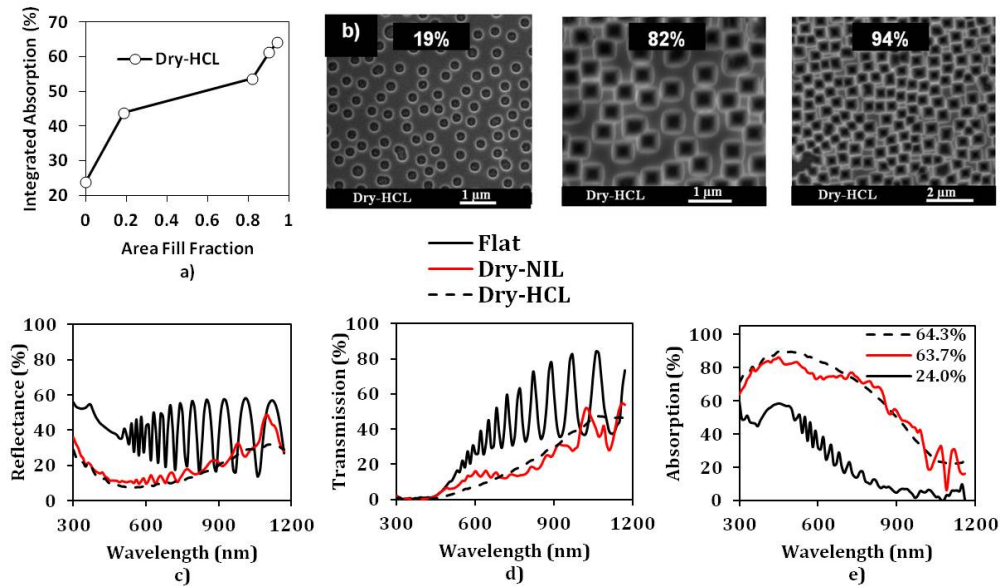 70
60
50
40
30
20
Integrated Absorption (%)
Dry-HCL
0 0.2 0.4 0.6 0.8 1
Area Fill Fraction
a)
b)
19%
Dry-HCL 1 μm
82%
Dry-HCL 1 μm
94%
Dry-HCL 2 μm
Flat
Dry-NIL
Dry-HCL
100
80
60
40
20
0
Reflectance (%)
300 600 900 1200
Wavelength (nm)
c)
100
80
60
40
20
0
Transmission (%)
300 600 900 1200
Wavelength (nm)
d)
100
80
60
40
20
0
Absorption (%)
64.3%
63.7%
24.0%
300 600 900 1200
Wavelength (nm)
e)